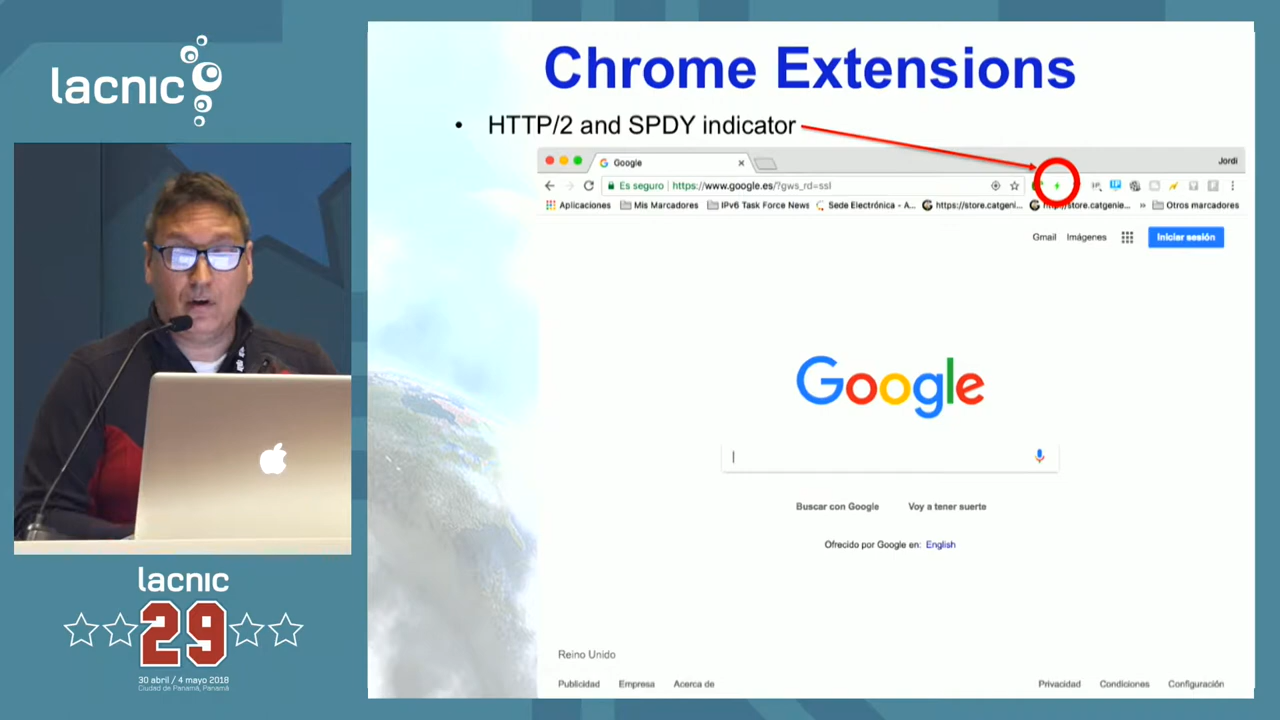 lacnic
lacnic
29
30 abril / 4 mayo 2018
Ciudad de Panamá, Panamá
Chrome Extensions
• HTTP/2 and SPDY indicator
Google
Jordi
Es seguro | https://www.google.es/?gws_rd=ssl
Aplicaciones Mis Marcadores IPv6 Task Force News Sede Electrónica - A... https://store.catgeni... http://store.catgenie... » Otros marcadores
Gmail Imágenes Iniciar sesión
Google
Buscar con Google Voy a tener suerte
Ofrecido por Google en: English
Reino Unido
Publicidad Empresa Acerca de Privacidad Condiciones Configuración